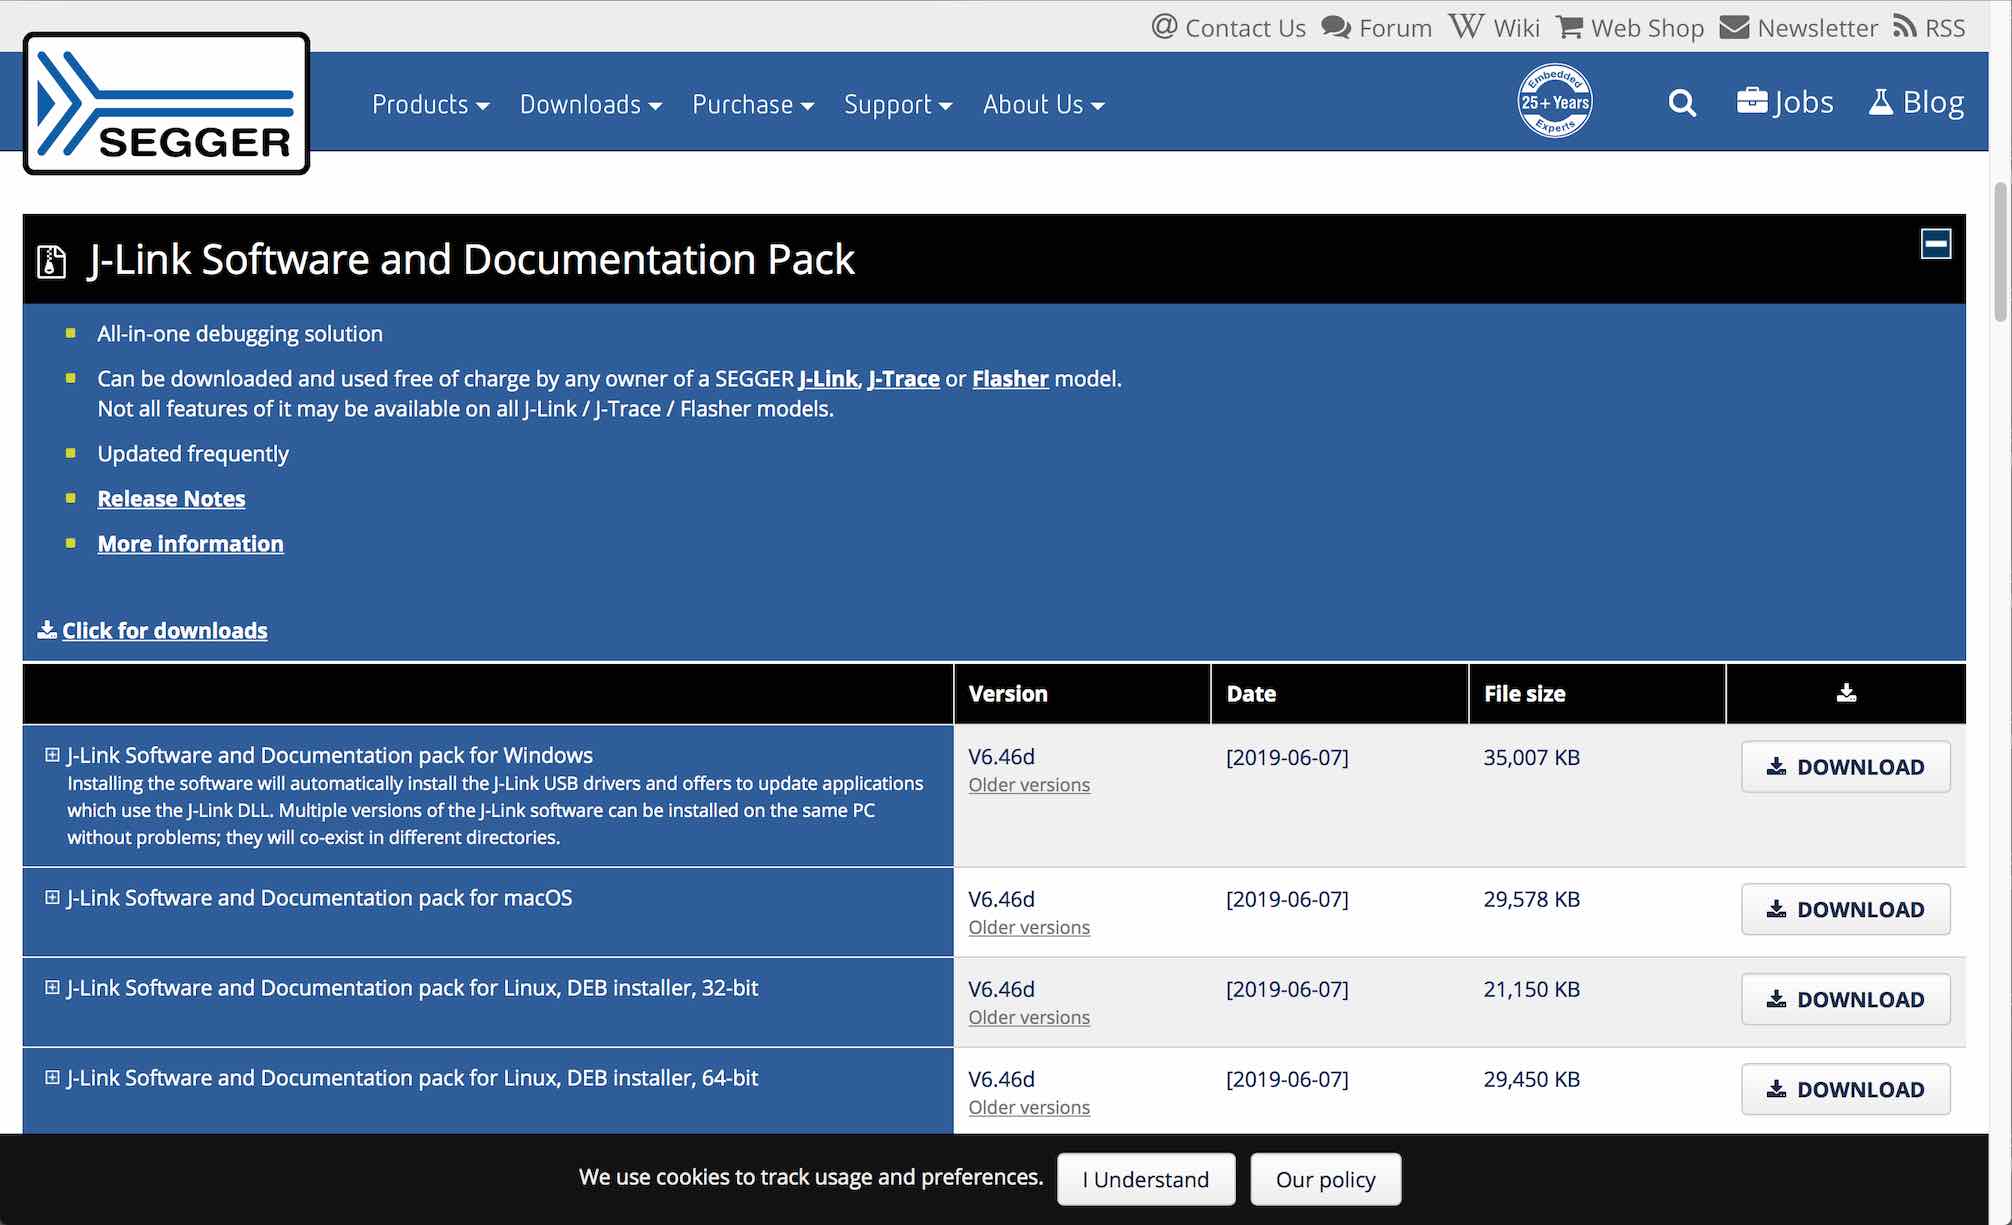 Contact Us Forum Wiki Web Shop Newsletter RSS
SEGGER
Products Downloads Purchase Support About Us
Embedded
25+ Years
Experts
Jobs Blog
J-Link Software and Documentation Pack
All-in-one debugging solution
Can be downloaded and used free of charge by any owner of a SEGGER J-Link, J-Trace or Flasher model.
Not all features of it may be available on all J-Link / J-Trace / Flasher models.
Updated frequently
Release Notes
More information
Click for downloads
Version Date File size
J-Link Software and Documentation pack for Windows
Installing the software will automatically install the J-Link USB drivers and offers to update applications
which use the J-Link DLL. Multiple versions of the J-Link software can be installed on the same PC
without problems; they will co-exist in different directories.
V6.46d [2019-06-07] 35,007 KB DOWNLOAD
Older versions
J-Link Software and Documentation pack for macOS V6.46d [2019-06-07] 29,578 KB DOWNLOAD
Older versions
J-Link Software and Documentation pack for Linux, DEB installer, 32-bit V6.46d [2019-06-07] 21,150 KB DOWNLOAD
Older versions
J-Link Software and Documentation pack for Linux, DEB installer, 64-bit V6.46d [2019-06-07] 29,450 KB DOWNLOAD
Older versions
We use cookies to track usage and preferences. I Understand Our policy